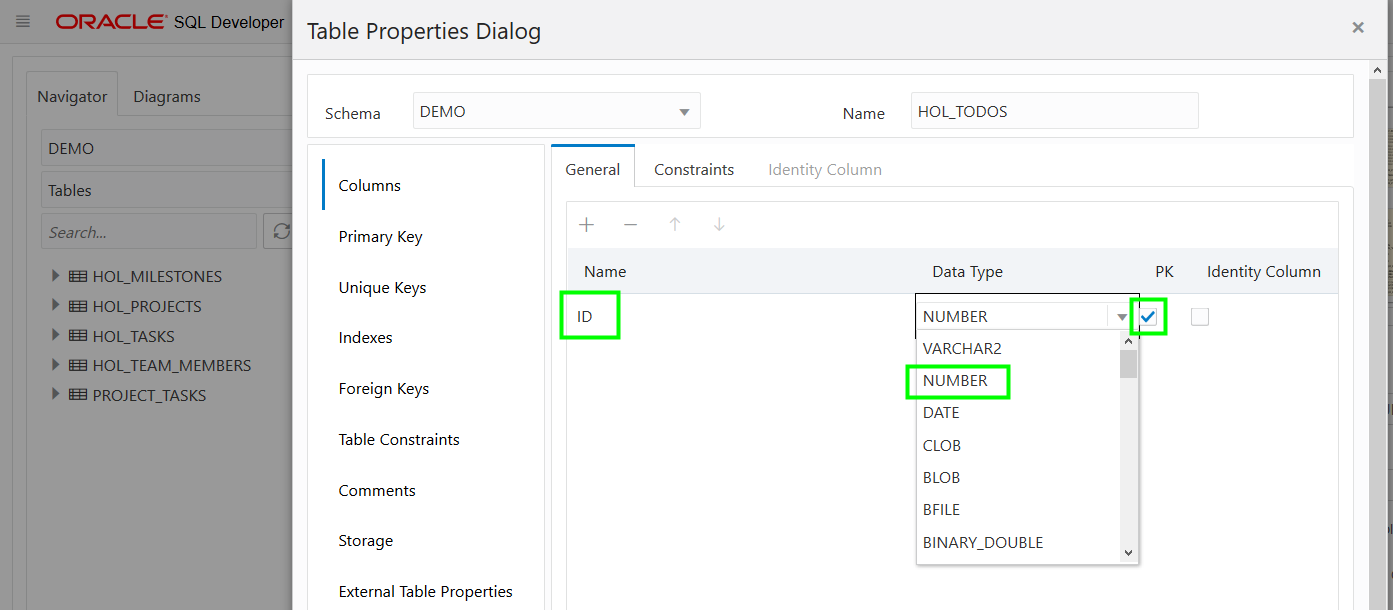 ORACLE SQL Developer
Table Properties Dialog
Navigator Diagrams
DEMO
Tables
Search...
HOL_MILESTONES
HOL_PROJECTS
HOL_TASKS
HOL_TEAM_MEMBERS
PROJECT_TASKS
Schema DEMO Name HOL_TODOS
Columns
Primary Key
Unique Keys
Indexes
Foreign Keys
Table Constraints
Comments
Storage
External Table Properties
General Constraints Identity Column
Name Data Type PK Identity Column
ID NUMBER
VARCHAR2
NUMBER
DATE
CLOB
BLOB
BFILE
BINARY_DOUBLE